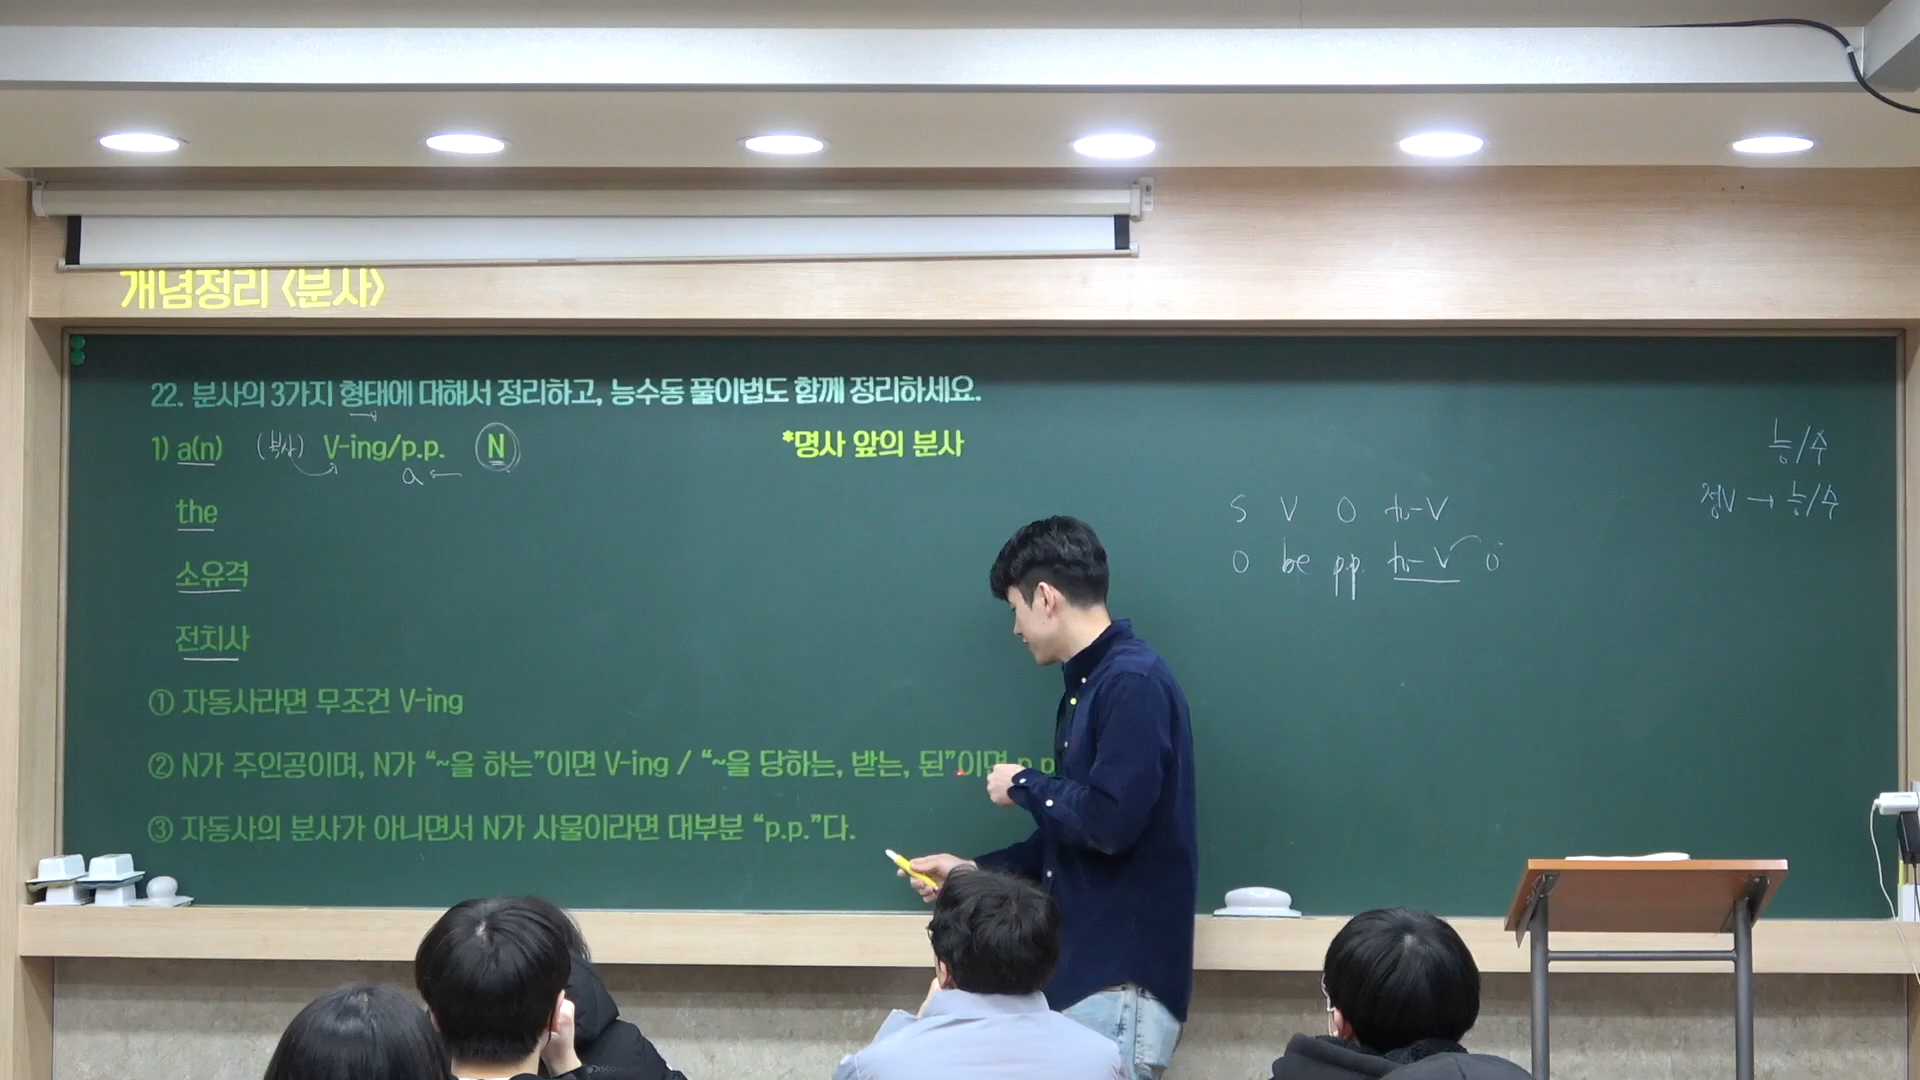 개념정리 <분사>
22. 분사의 3가지 형태에 대해서 정리하고, 능수동 풀이법도 함께 정리하세요.
1) a(n) (부사) V-ing/p.p. N *명사 앞의 분사
a ←
the
소유격
전치사
① 자동사라면 무조건 V-ing
② N가 주인공이며, N가 “~을 하는”이면 V-ing / “~을 당하는, 받는, 된”이면 p.p
③ 자동사의 분사가 아니면서 N가 사물이라면 대부분 “p.p.”다.
S V O to-V
O be p.p. to-V O
능/수
정V → 능/수